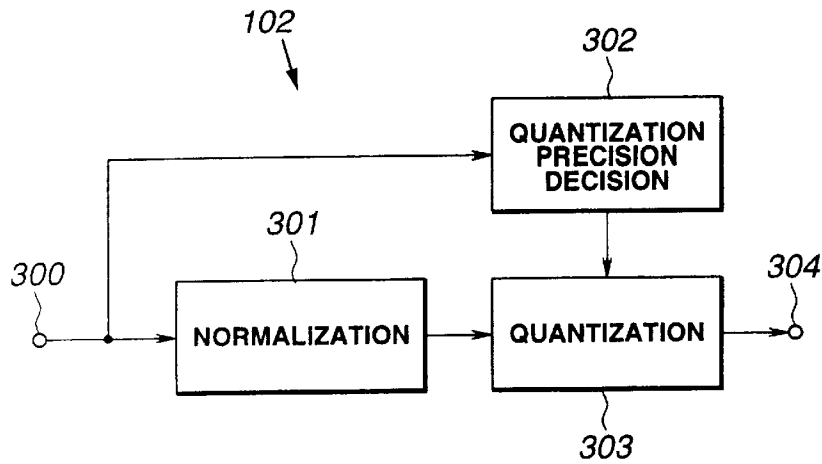 102
302
QUANTIZATION
PRECISION
DECISION
301
300
304
NORMALIZATION
QUANTIZATION
303